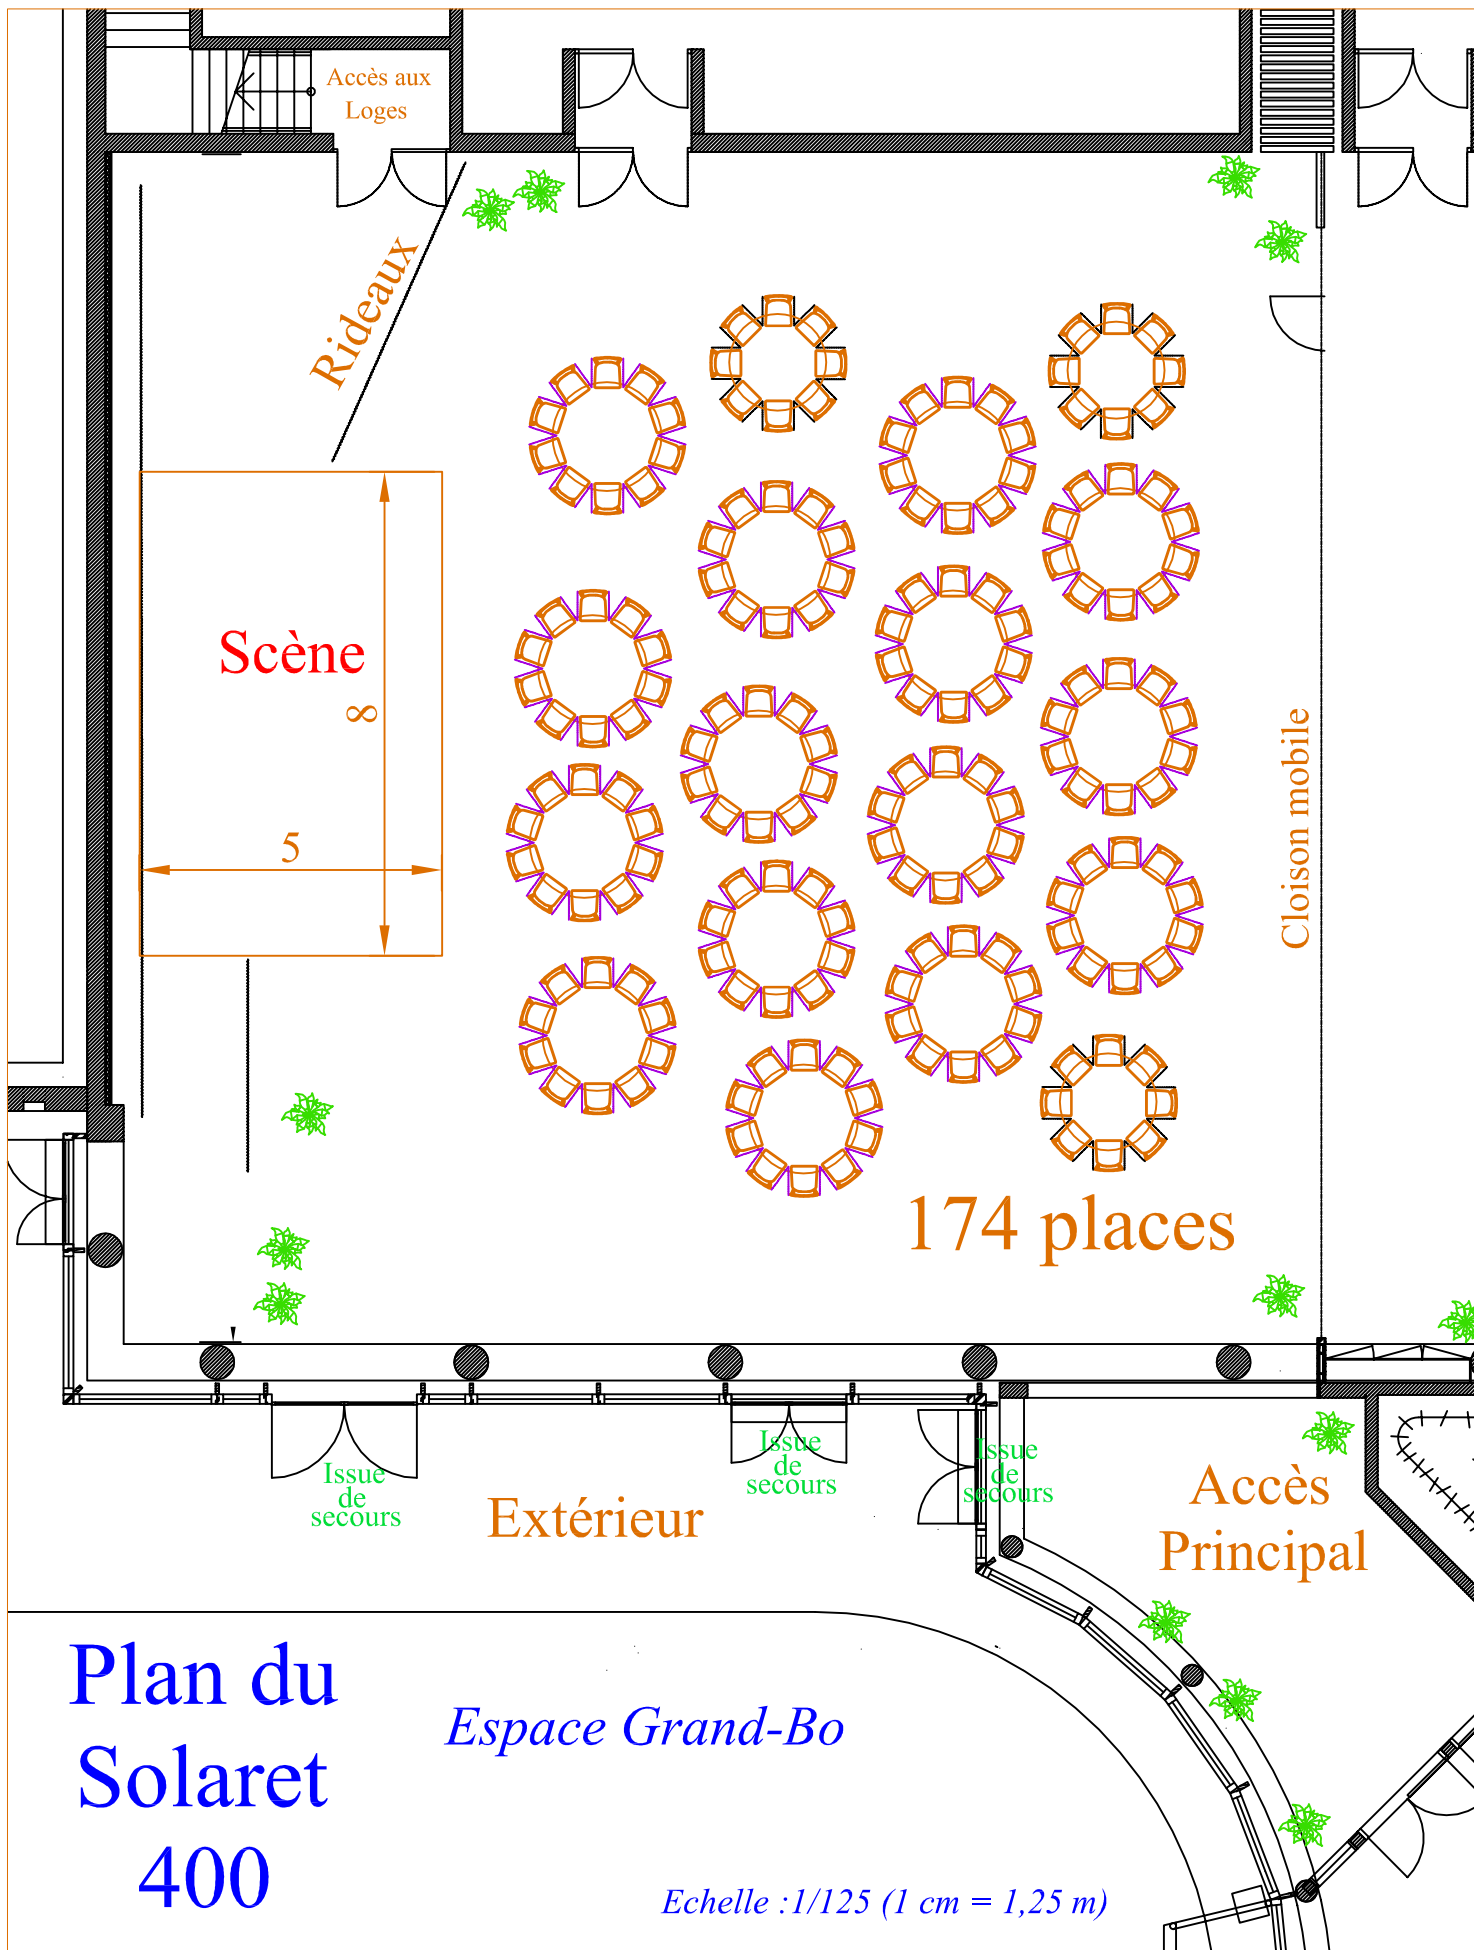 Accès aux
Loges
Rideaux
Scène
8
5
Cloison mobile
174 places
Issue
de
secours
Issue
de
secours
Issue
de
secours
Extérieur
Accès
Principal
Plan du
Solaret
400
Espace Grand-Bo
Echelle :1/125 (1 cm = 1,25 m)